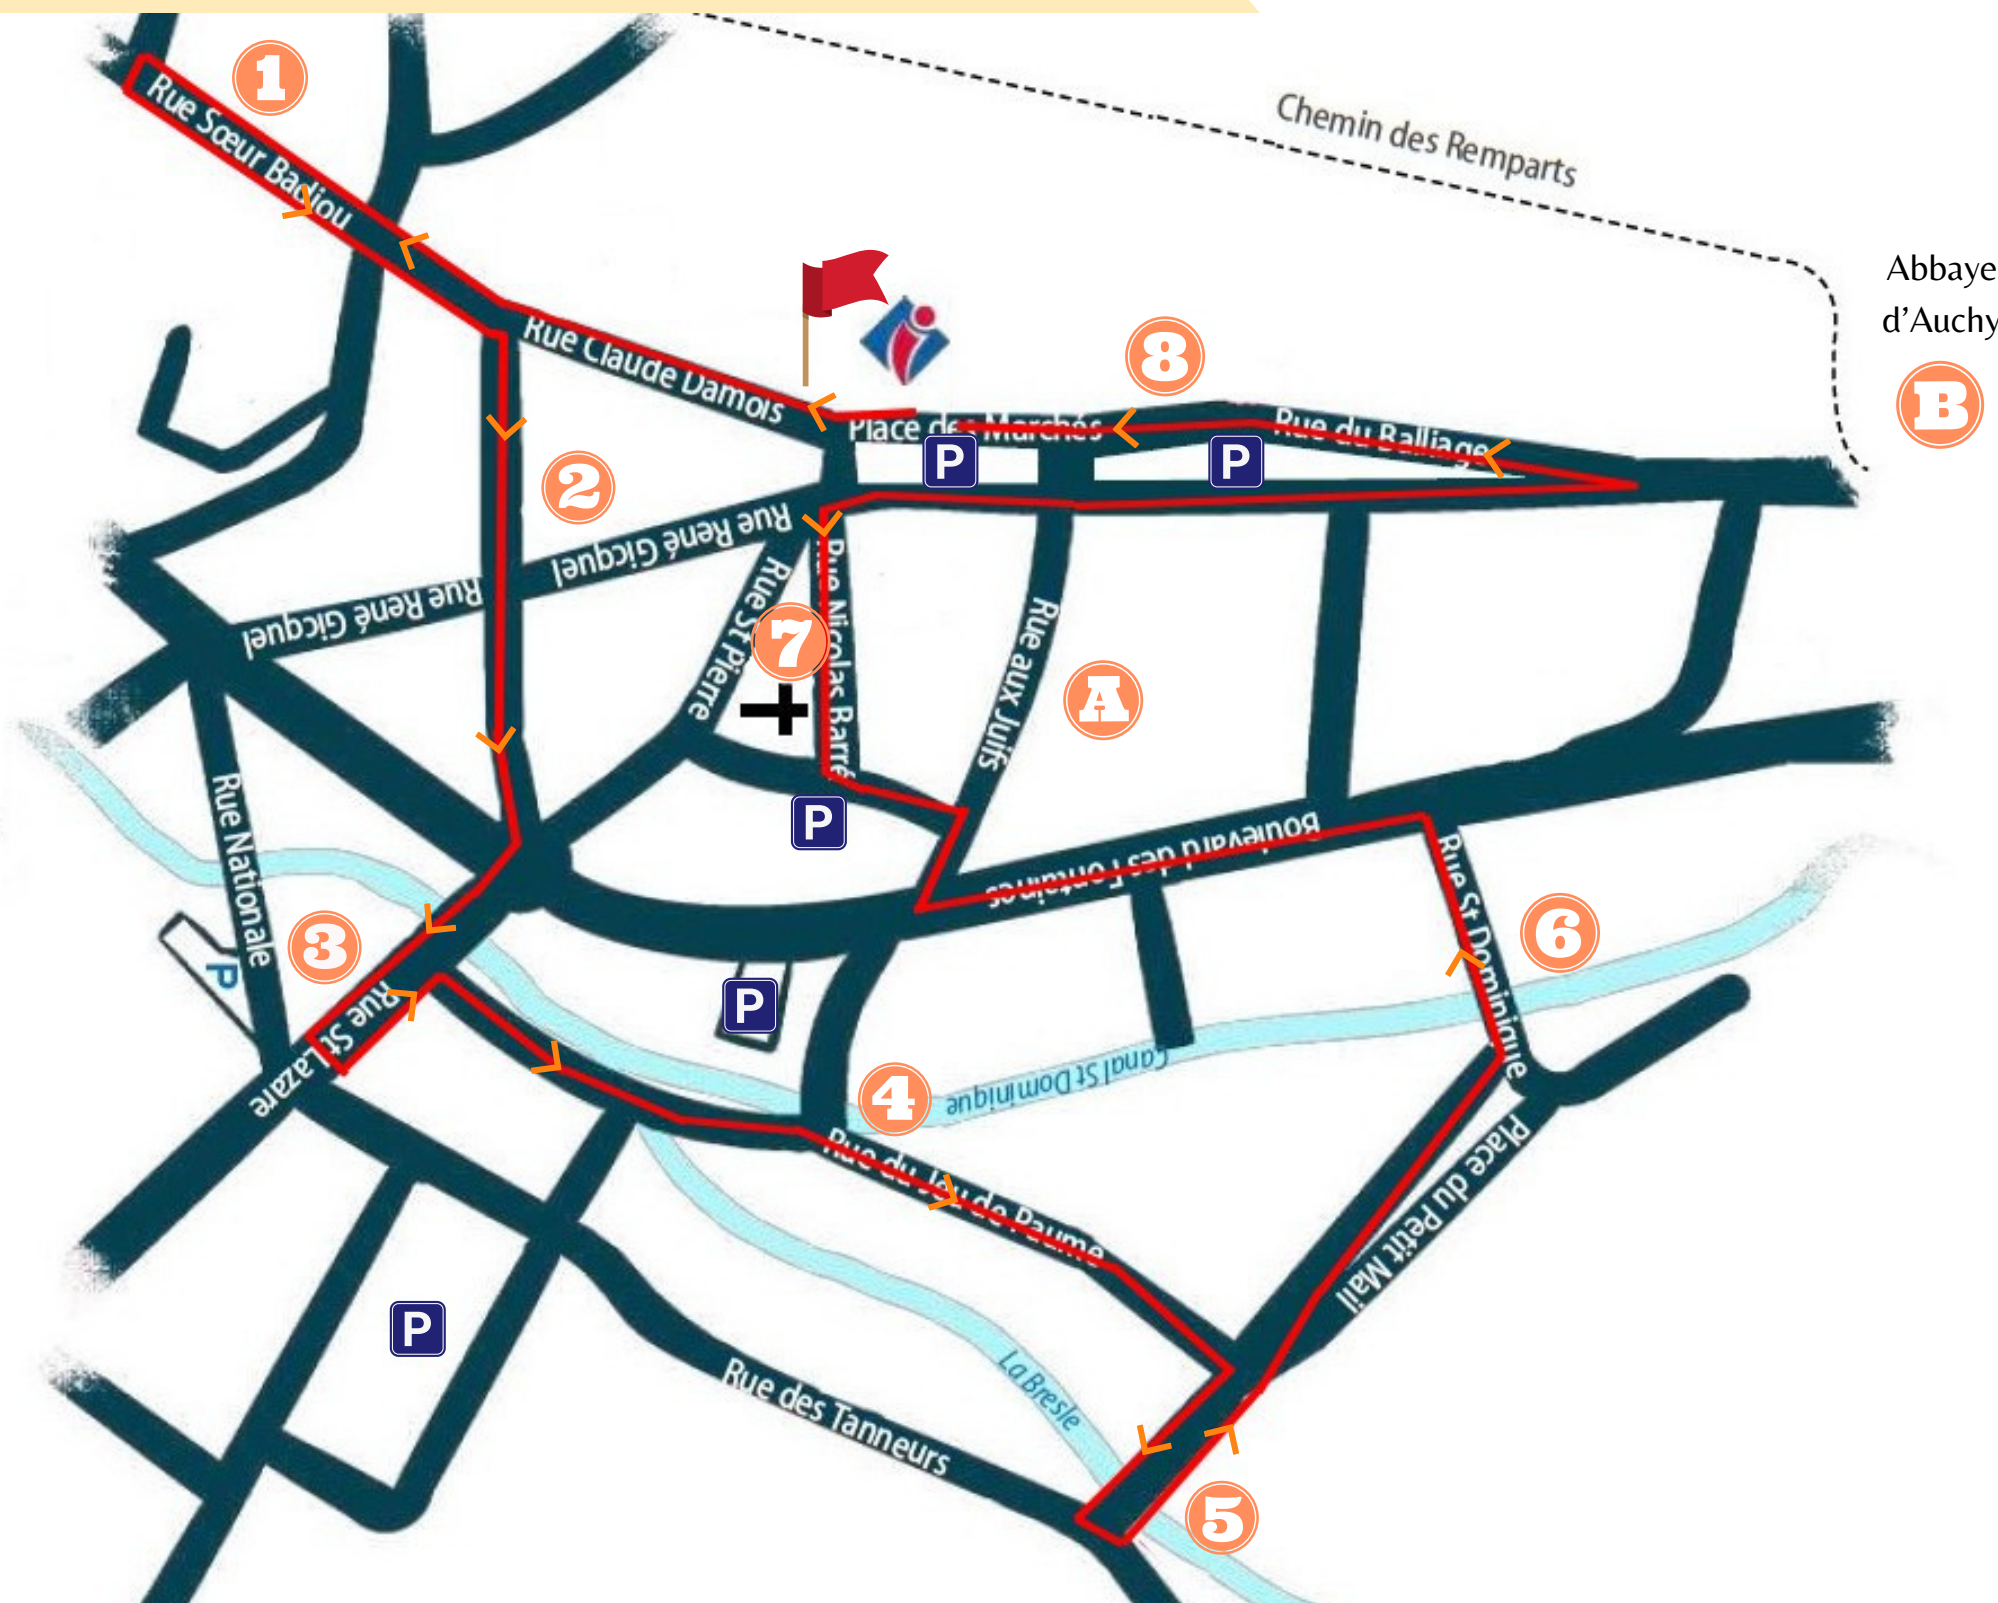 1
Rue Sœur Badiou
Chemin des Remparts
Abbaye
d'Auchy
B
Rue Claude Damois
8
Place des Marchés
Rue du Balliage
P
P
2
Rue René Gicquel
Rue René Gicquel
Rue St Pierre
7
Rue Nicolas Barré
Rue aux Juifs
A
P
Rue Nationale
Boulevard des Fontaines
Rue St Dominique
6
3
P
P
Rue St Lazare
4
Canal St Dominique
Rue du Jeu de Paume
Place du Petit Mail
P
La Bresle
Rue des Tanneurs
5